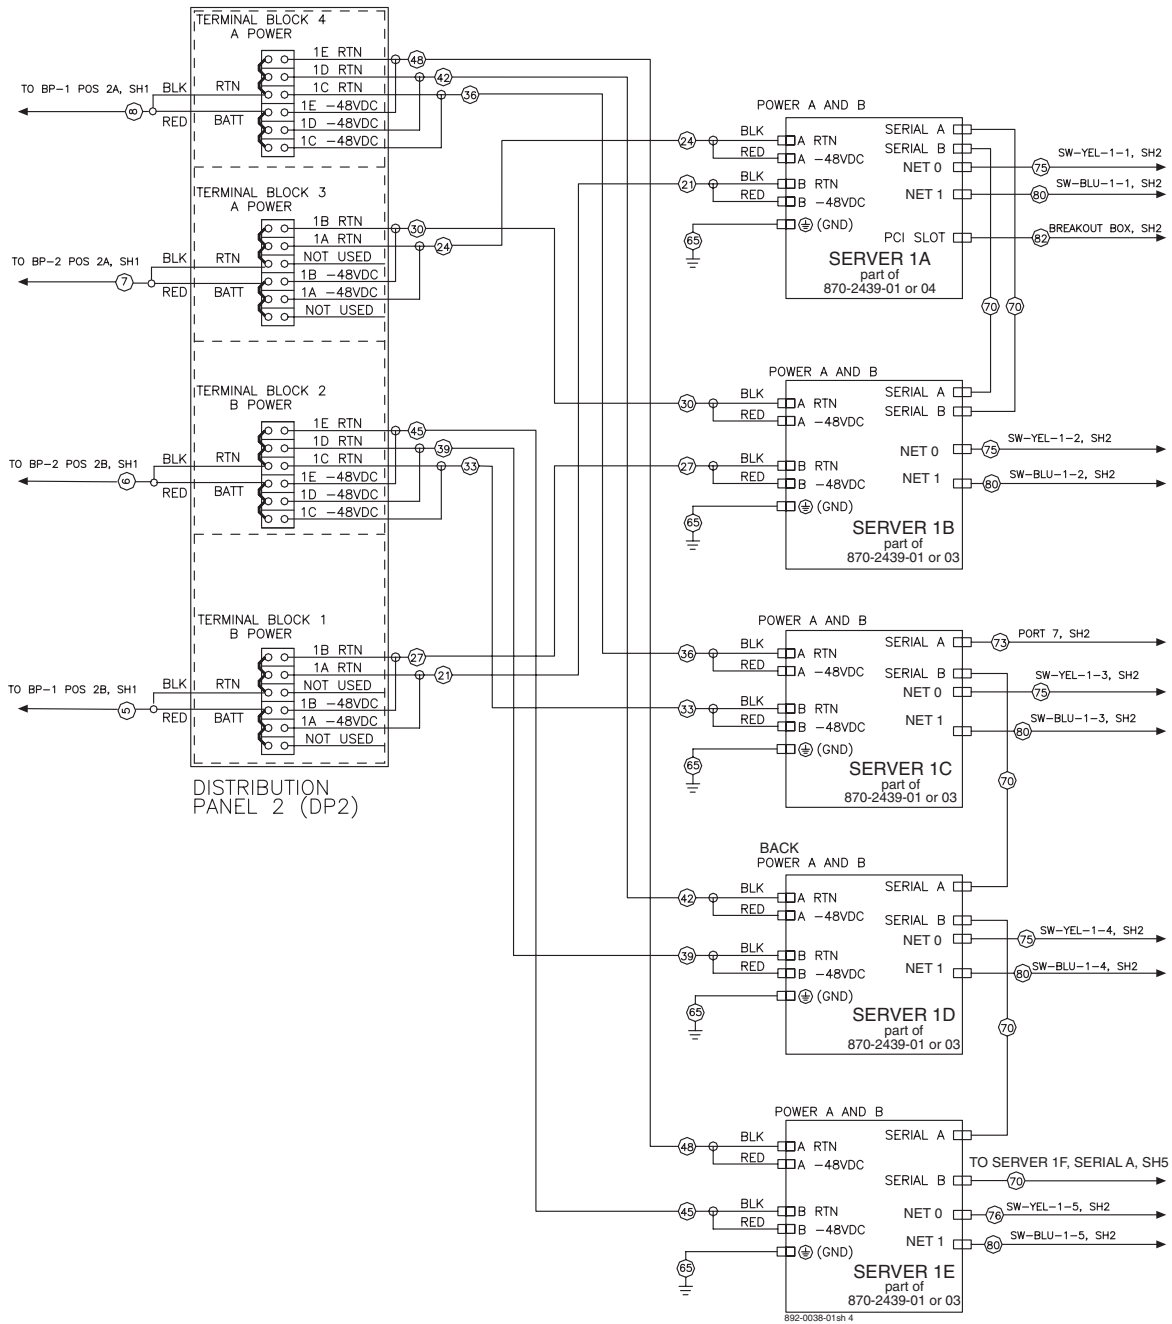 TERMINAL BLOCK 4
A POWER
1E RTN
48
1D RTN
42
1C RTN
36
1E -48VDC
1D -48VDC
1C -48VDC
TO BP-1 POS 2A, SH1
8
BLK
RTN
RED
BATT
TERMINAL BLOCK 3
A POWER
1B RTN
30
1A RTN
24
NOT USED
1B -48VDC
1A -48VDC
NOT USED
TO BP-2 POS 2A, SH1
7
BLK
RTN
RED
BATT
TERMINAL BLOCK 2
B POWER
1E RTN
45
1D RTN
39
1C RTN
33
1E -48VDC
1D -48VDC
1C -48VDC
TO BP-2 POS 2B, SH1
6
BLK
RTN
RED
BATT
TERMINAL BLOCK 1
B POWER
1B RTN
27
1A RTN
21
NOT USED
1B -48VDC
1A -48VDC
NOT USED
TO BP-1 POS 2B, SH1
5
BLK
RTN
RED
BATT
DISTRIBUTION
PANEL 2 (DP2)
POWER A AND B
24
BLK
A RTN
RED
A -48VDC
21
BLK
B RTN
RED
B -48VDC
65
(GND)
SERIAL A
SERIAL B
NET 0
75
SW-YEL-1-1, SH2
NET 1
80
SW-BLU-1-1, SH2
PCI SLOT
82
BREAKOUT BOX, SH2
SERVER 1A
part of
870-2439-01 or 04
70
70
POWER A AND B
30
BLK
A RTN
RED
A -48VDC
27
BLK
B RTN
RED
B -48VDC
65
(GND)
SERIAL A
SERIAL B
NET 0
75
SW-YEL-1-2, SH2
NET 1
80
SW-BLU-1-2, SH2
SERVER 1B
part of
870-2439-01 or 03
POWER A AND B
36
BLK
A RTN
RED
A -48VDC
33
BLK
B RTN
RED
B -48VDC
65
(GND)
SERIAL A
73
PORT 7, SH2
SERIAL B
NET 0
75
SW-YEL-1-3, SH2
NET 1
80
SW-BLU-1-3, SH2
SERVER 1C
part of
870-2439-01 or 03
70
BACK
POWER A AND B
42
BLK
A RTN
RED
A -48VDC
39
BLK
B RTN
RED
B -48VDC
65
(GND)
SERIAL A
SERIAL B
NET 0
75
SW-YEL-1-4, SH2
NET 1
80
SW-BLU-1-4, SH2
SERVER 1D
part of
870-2439-01 or 03
70
POWER A AND B
48
BLK
A RTN
RED
A -48VDC
45
BLK
B RTN
RED
B -48VDC
65
(GND)
SERIAL A
TO SERVER 1F, SERIAL A, SH5
SERIAL B
70
NET 0
76
SW-YEL-1-5, SH2
NET 1
80
SW-BLU-1-5, SH2
SERVER 1E
part of
870-2439-01 or 03
892-0038-01sh 4